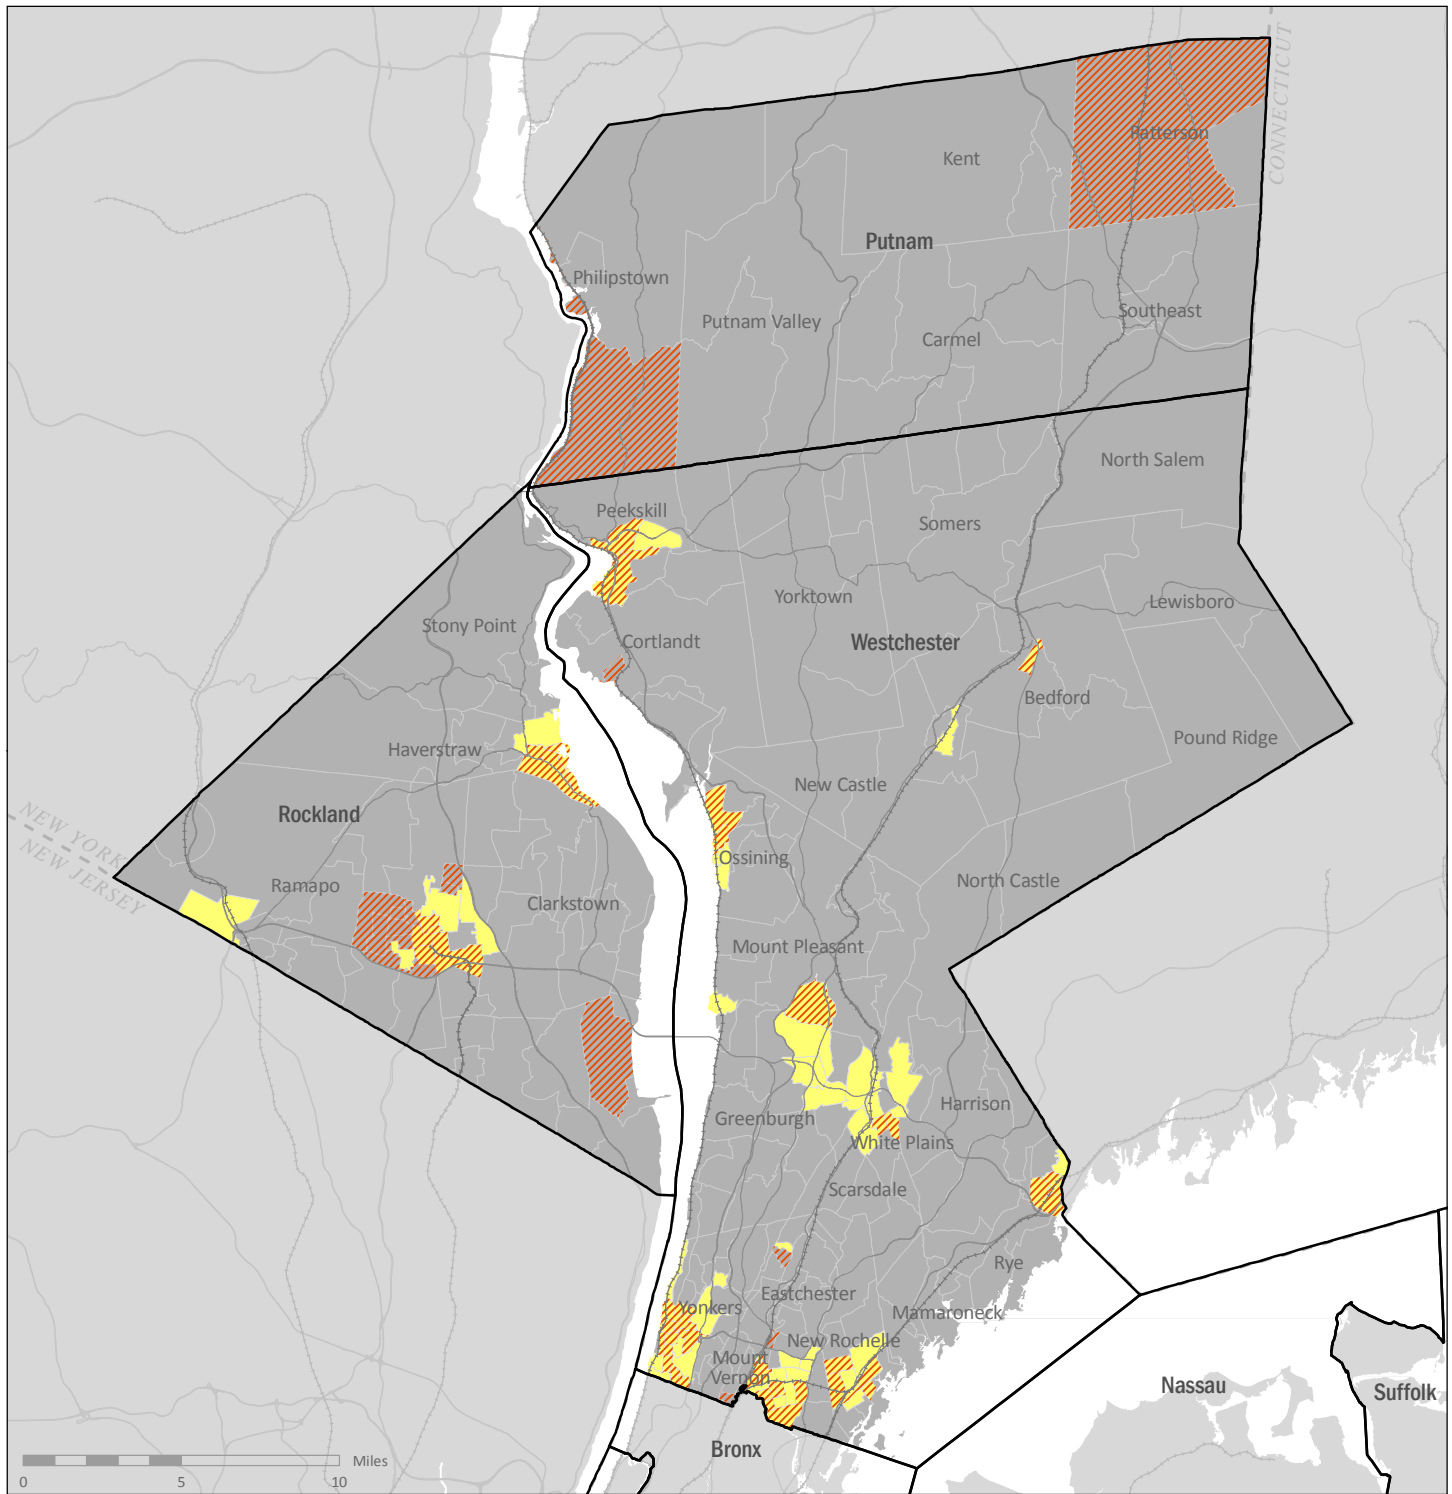 CONNECTICUT
Patterson
Kent
Putnam
Philipstown
Southeast
Putnam Valley
Carmel
North Salem
Peekskill
Somers
Yorktown
Lewisboro
Stony Point
Cortlandt
Westchester
Bedford
Pound Ridge
Haverstraw
New Castle
NEW YORK
NEW JERSEY
Rockland
Ossining
Ramapo
North Castle
Clarkstown
Mount Pleasant
Harrison
Greenburgh
White Plains
Scarsdale
Rye
Eastchester
Yonkers
Mamaroneck
New Rochelle
Mount
Vernon
Nassau
Suffolk
Bronx
Miles
0 5 10